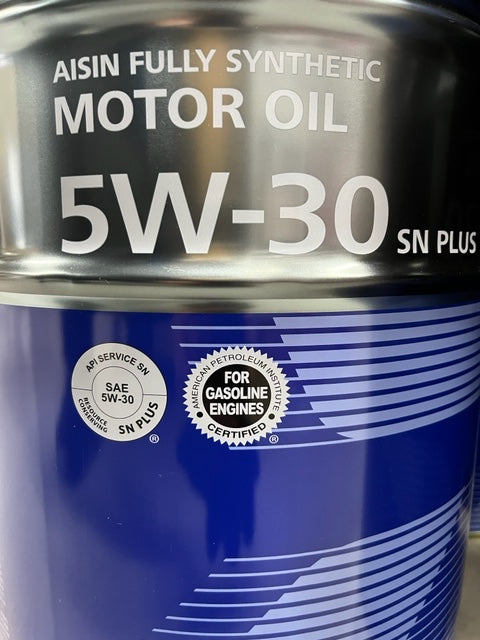 AISIN FULLY SYNTHETIC
MOTOR OIL
5W-30 SN PLUS
API SERVICE SN
SAE
5W-30
RESOURCE
CONSERVING
SN PLUS
®
AMERICAN PETROLEUM INSTITUTE
FOR
GASOLINE
ENGINES
CERTIFIED
®